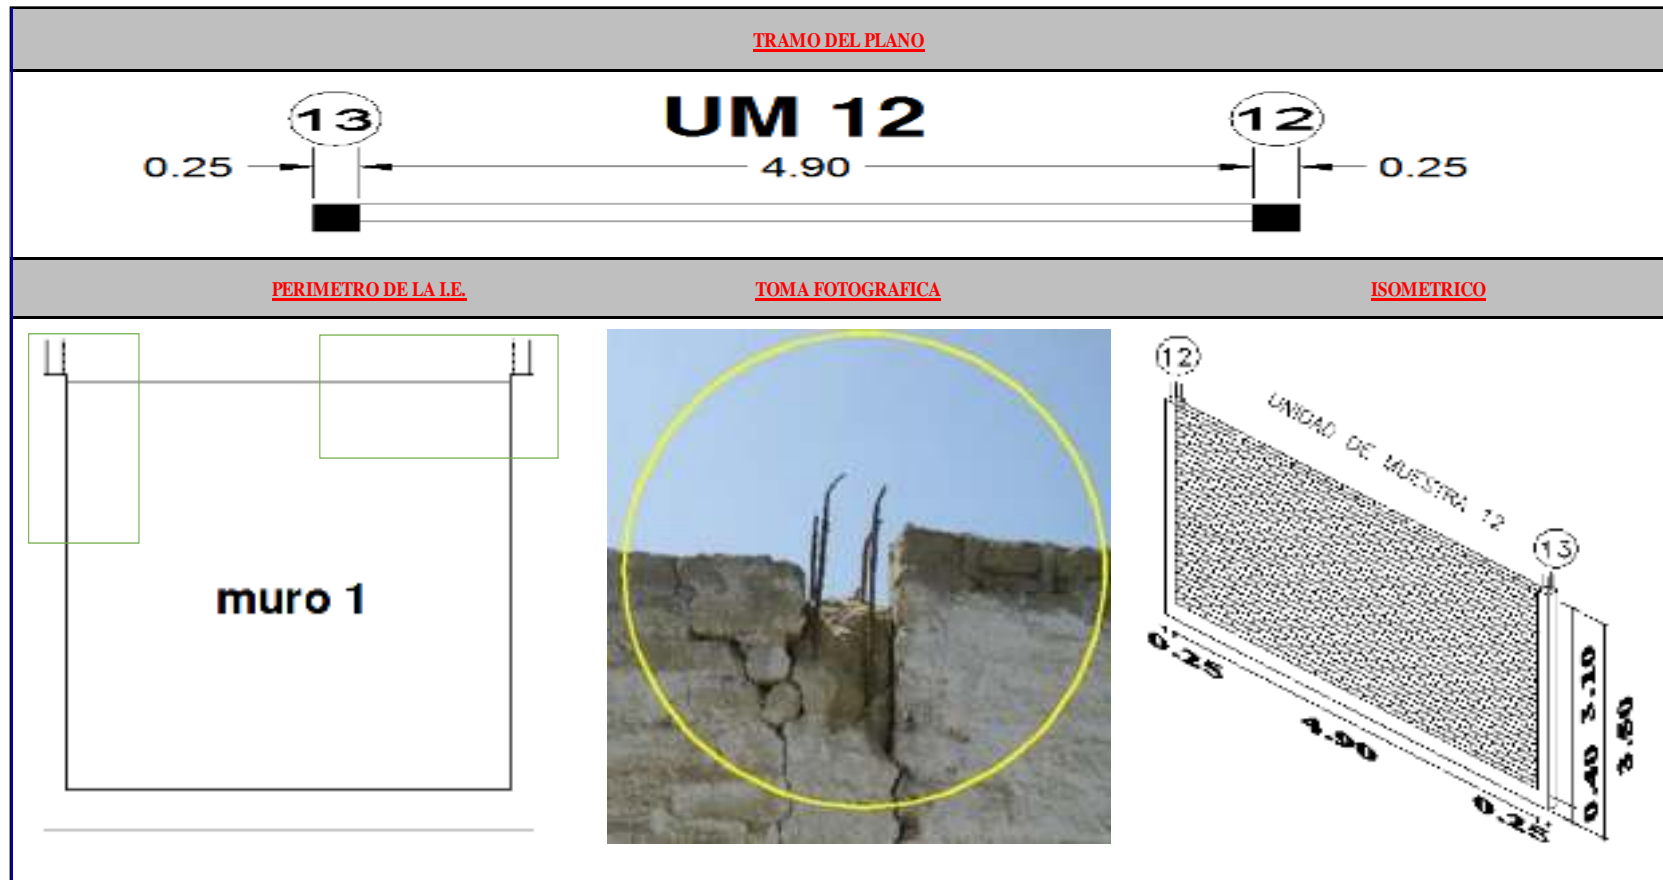 TRAMO DEL PLANO
13 UM 12 12
0.25 4.90 0.25
PERIMETRO DE LA I.E. TOMA FOTOGRAFICA ISOMETRICO
12
UNIDAD DE MUESTRA 12
13
muro 1
0.25
4.90
0.25
0.40 3.10
3.50